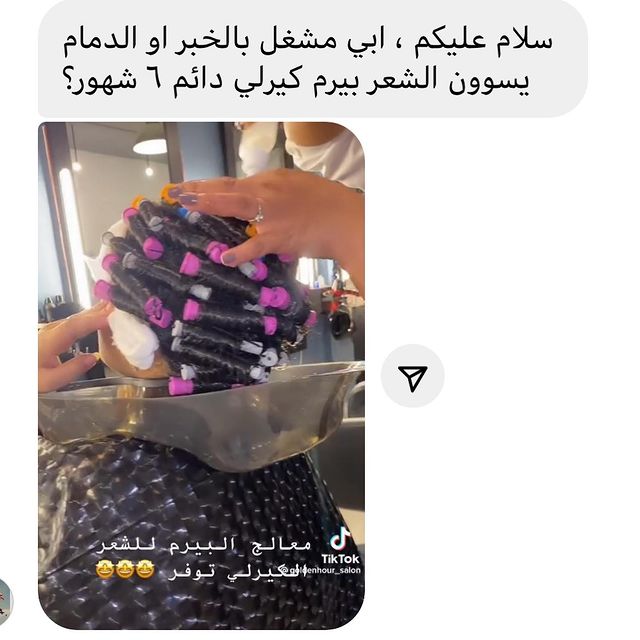 سلام عليكم ، ابي مشغل بالخبر او الدمام
يسوون الشعر بيرم كيرلي دائم ٦ شهور؟
معالج البيرم للشعر
الكيرلي توفر 🤩🤩🤩
TikTok
@goldenhour_salon